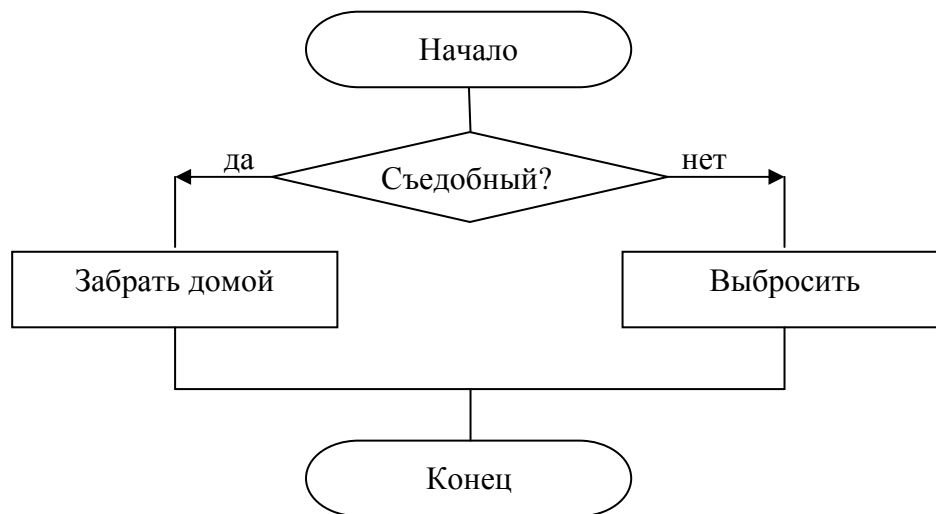 Начало
да
Съедобный?
нет
Забрать домой
Выбросить
Конец